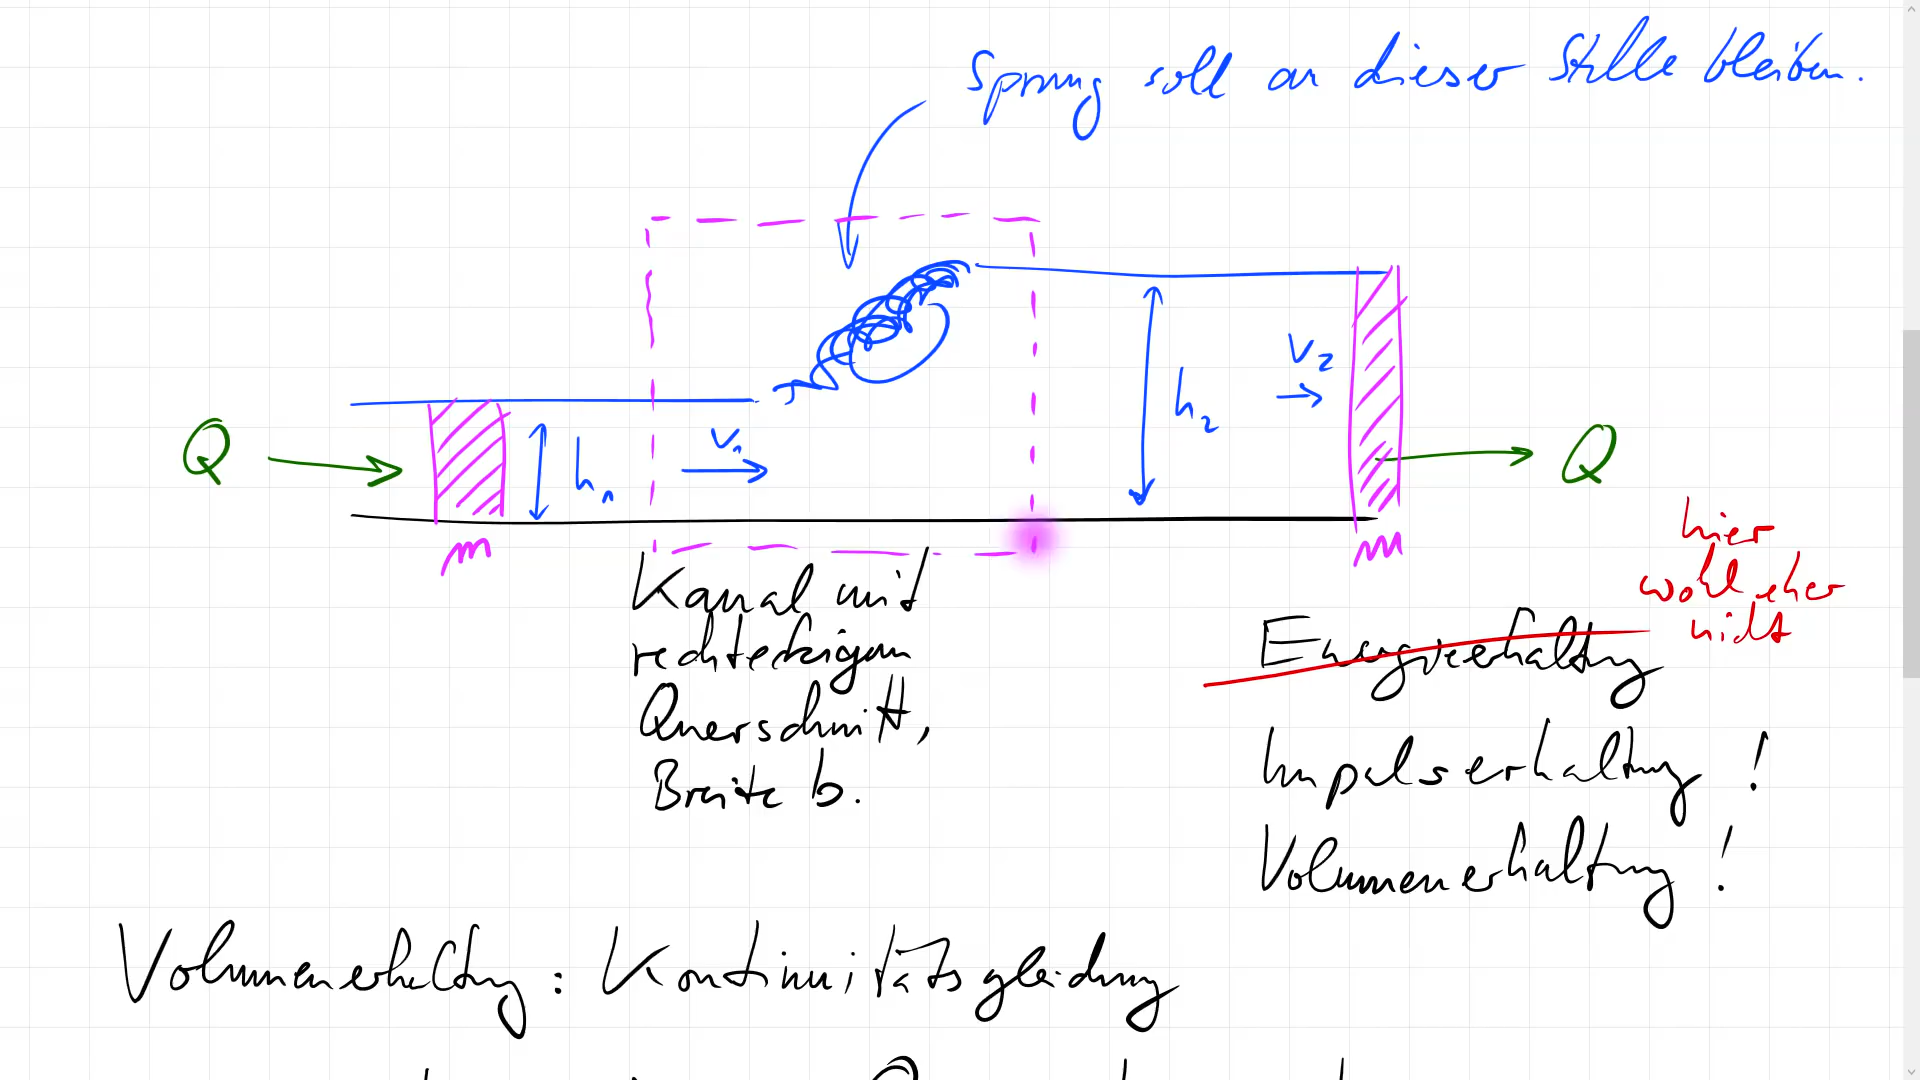 Sprung soll an dieser Stelle bleiben.
v₂
h₂
Q
v₁
h₁
Q
m
m
hier
wohl eher
nicht
Kanal mit
rechteckigem
Querschnitt,
Breite b.
Energieerhaltung
Impulserhaltung !
Volumenerhaltung !
Volumenerhaltung : Kontinuitätsgleichung